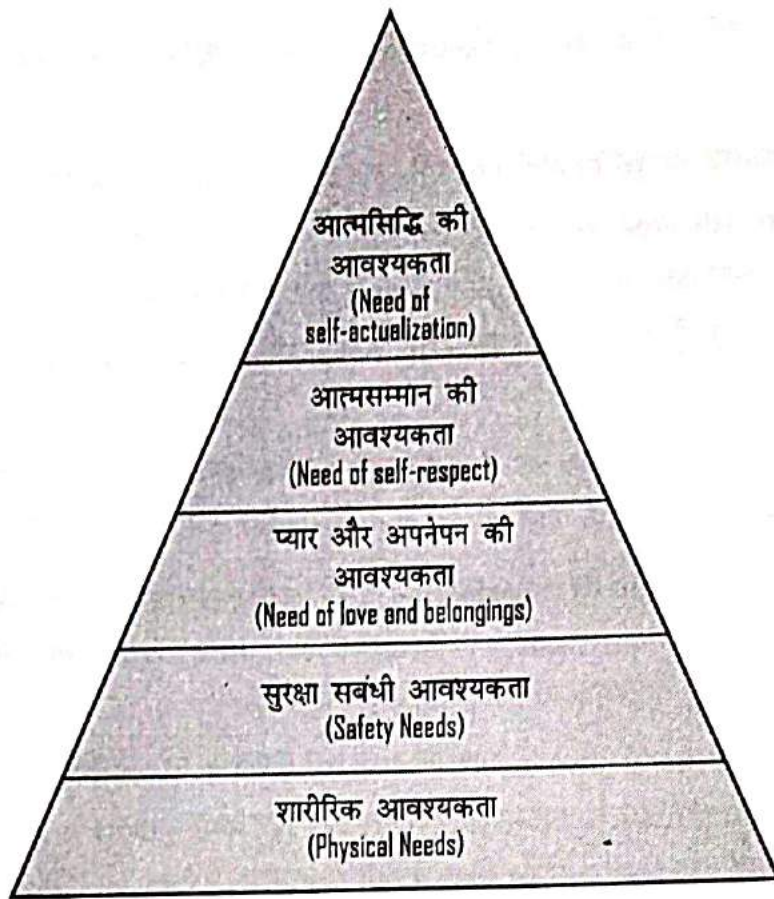 आत्मसिद्धि की
आवश्यकता
(Need of
self-actualization)
आत्मसम्मान की
आवश्यकता
(Need of self-respect)
प्यार और अपनेपन की
आवश्यकता
(Need of love and belongings)
सुरक्षा सबंधी आवश्यकता
(Safety Needs)
शारीरिक आवश्यकता
(Physical Needs)